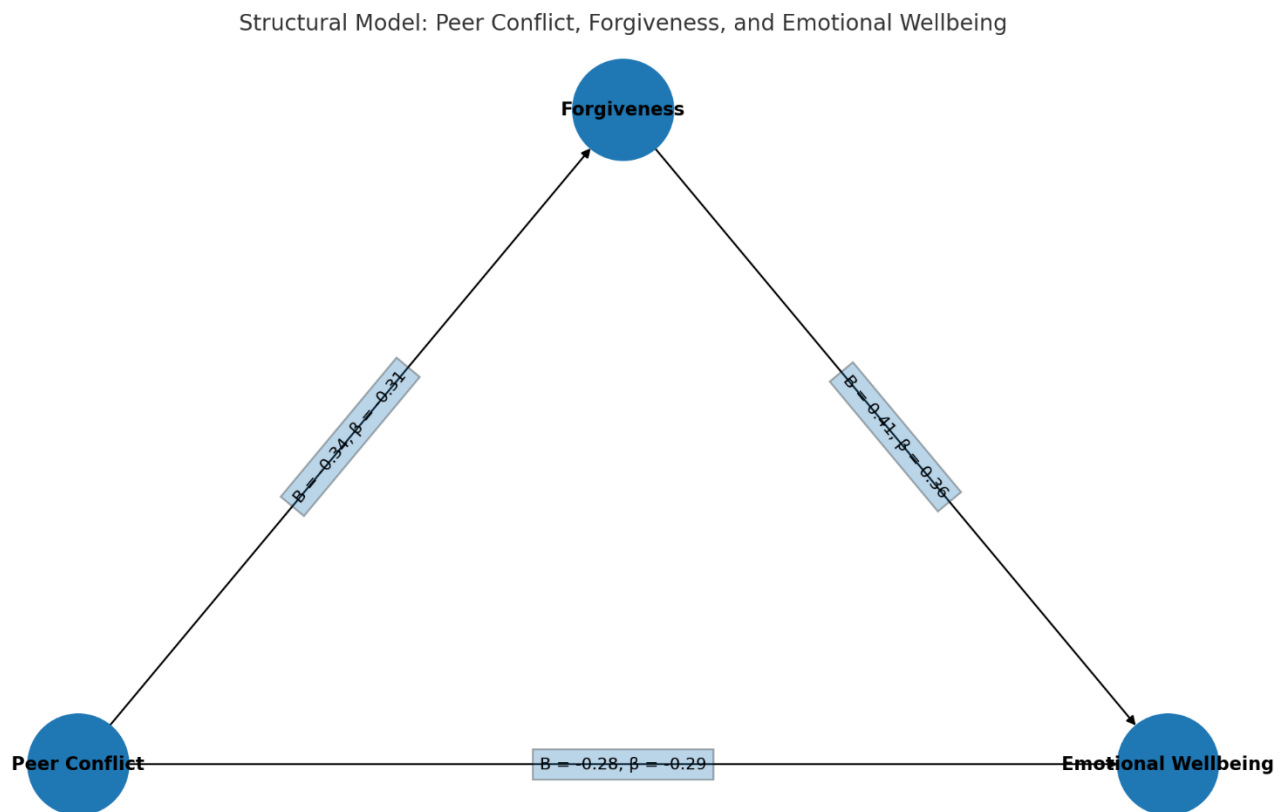 Structural Model: Peer Conflict, Forgiveness, and Emotional Wellbeing
Forgiveness
B = -0.34, β = -0.31
B = 0.41, β = 0.36
Peer Conflict
B = -0.28, β = -0.29
Emotional Wellbeing